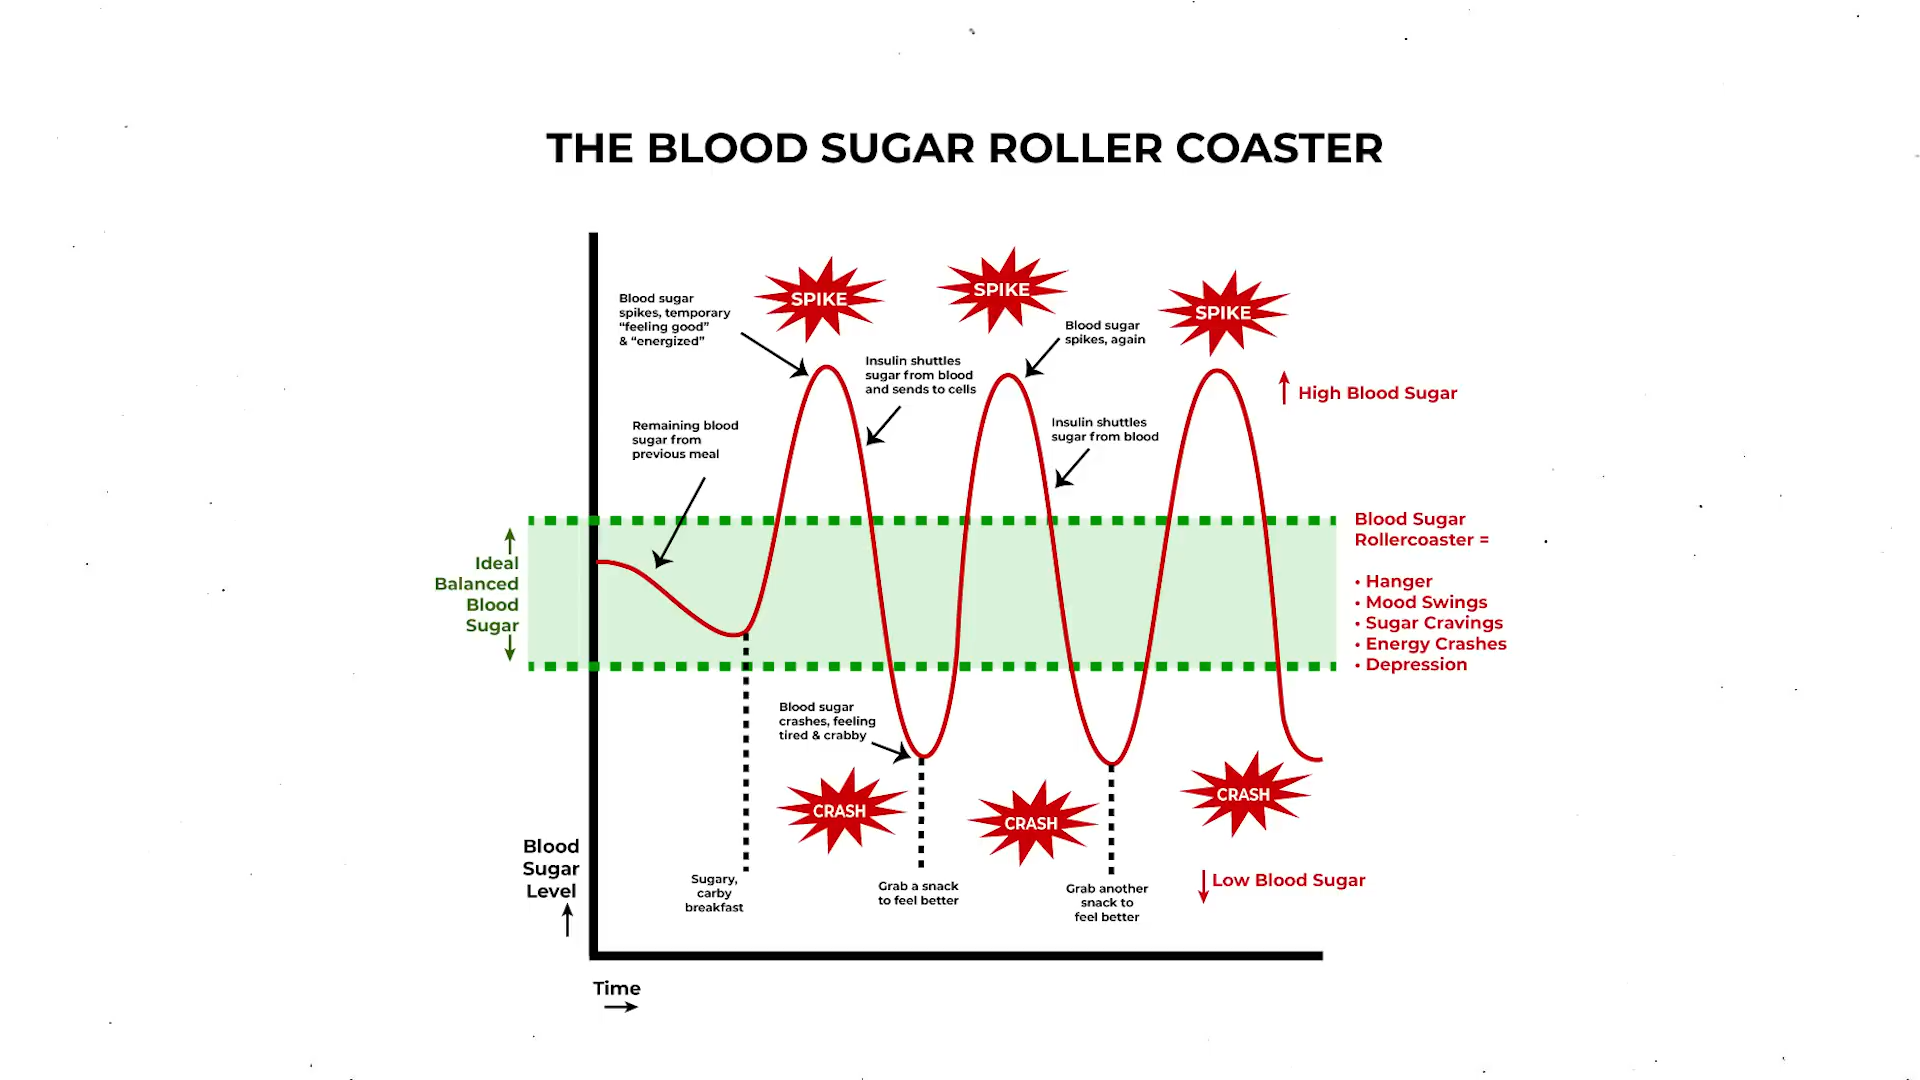 THE BLOOD SUGAR ROLLER COASTER
SPIKE
SPIKE
SPIKE
Blood sugar
spikes, temporary
“feeling good”
& “energized”
Insulin shuttles
sugar from blood
and sends to cells
Blood sugar
spikes, again
High Blood Sugar
Remaining blood
sugar from
previous meal
Insulin shuttles
sugar from blood
Ideal
Balanced
Blood
Sugar
Blood Sugar
Rollercoaster =
• Hanger
• Mood Swings
• Sugar Cravings
• Energy Crashes
• Depression
Blood sugar
crashes, feeling
tired & crabby
CRASH
CRASH
CRASH
Blood
Sugar
Level
Sugary,
carby
breakfast
Grab a snack
to feel better
Grab another
snack to
feel better
Low Blood Sugar
Time